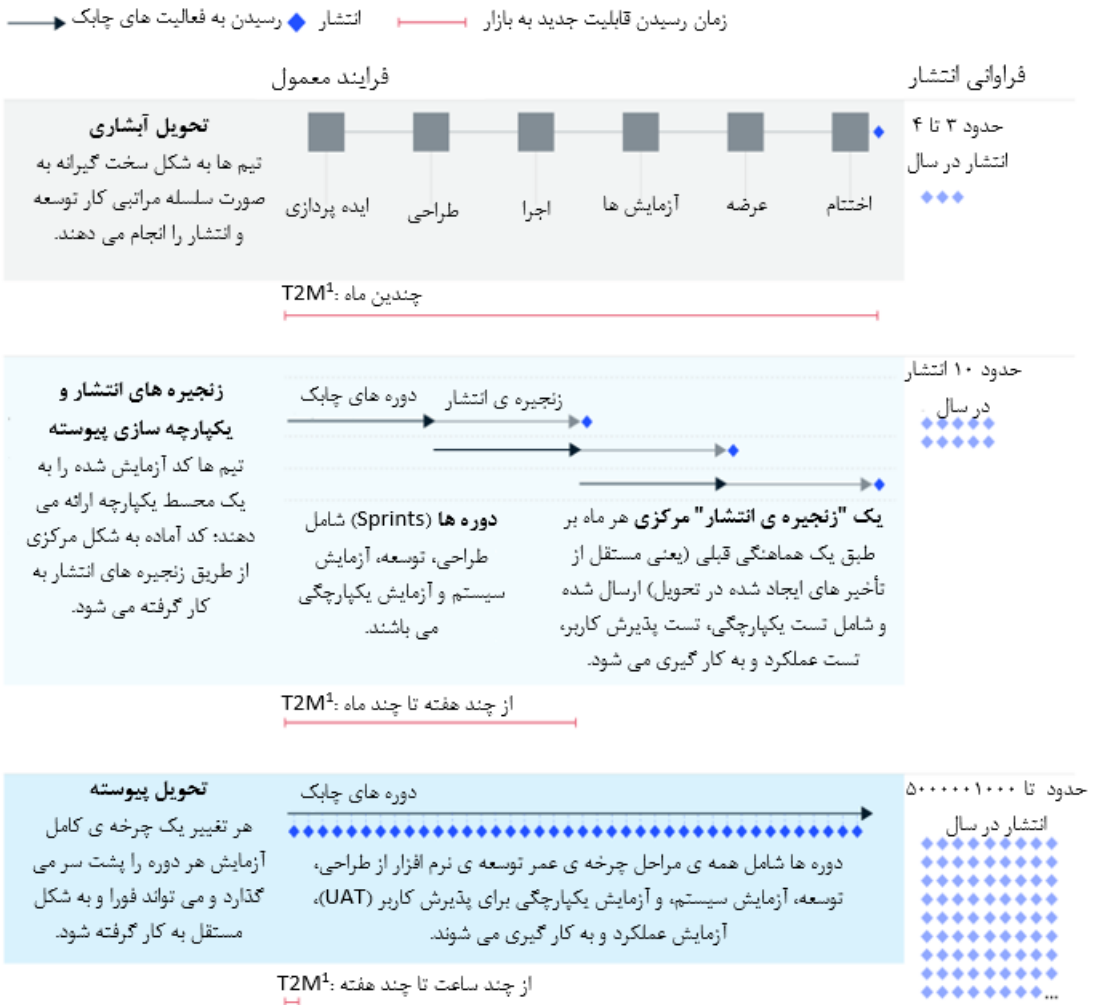 زمان رسیدن قابلیت جدید به بازار
انتشار
رسیدن به فعالیت های چابک
فراوانی انتشار
فرایند معمول
حدود ۳ تا ۴
انتشار در سال
تحویل آبشاری
تیم ها به شکل سخت گیرانه به
صورت سلسله مراتبی کار توسعه
و انتشار را انجام می دهند.
ایده پردازی
طراحی
اجرا
آزمایش ها
عرضه
اختتام
T2M¹: چندین ماه
حدود ۱۰ انتشار
در سال
زنجیره های انتشار و
یکپارچه سازی پیوسته
تیم ها کد آزمایش شده را به
یک محسط یکپارچه ارائه می
دهند؛ کد آماده به شکل مرکزی
از طریق زنجیره های انتشار به
کار گرفته می شود.
دوره های چابک
زنجیره ی انتشار
دوره ها (Sprints) شامل
طراحی، توسعه، آزمایش
سیستم و آزمایش یکپارچگی
می باشند.
یک "زنجیره ی انتشار" مرکزی هر ماه بر
طبق یک هماهنگی قبلی (یعنی مستقل از
تأخیر های ایجاد شده در تحویل) ارسال شده
و شامل تست یکپارچگی، تست پذیرش کاربر،
تست عملکرد و به کار گیری می شود.
T2M¹: از چند هفته تا چند ماه
حدود تا ۵۰۰۰۰۰۰۱۰۰۰
انتشار در سال
تحویل پیوسته
هر تغییر یک چرخه ی کامل
آزمایش هر دوره را پشت سر می
گذارد و می تواند فورا و به شکل
مستقل به کار گرفته شود.
دوره های چابک
دوره ها شامل همه ی مراحل چرخه ی عمر توسعه ی نرم افزار از طراحی،
توسعه، آزمایش سیستم، و آزمایش یکپارچگی برای پذیرش کاربر (UAT)،
آزمایش عملکرد و به کار گیری می شوند.
...
T2M¹: از چند ساعت تا چند هفته